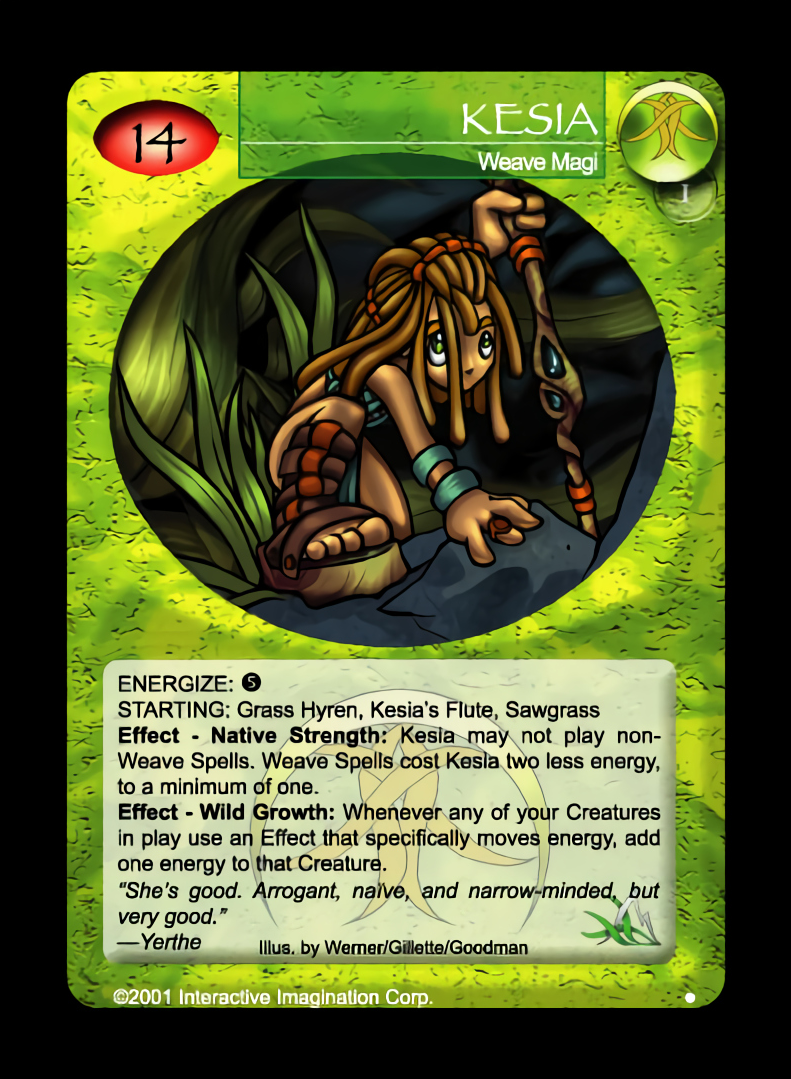 14
KESIA
Weave Magi
I
ENERGIZE: 5
STARTING: Grass Hyren, Kesia's Flute, Sawgrass
Effect - Native Strength: Kesia may not play non-
Weave Spells. Weave Spells cost Kesia two less energy,
to a minimum of one.
Effect - Wild Growth: Whenever any of your Creatures
in play use an Effect that specifically moves energy, add
one energy to that Creature.
"She's good. Arrogant, naïve, and narrow-minded, but
very good."
—Yerthe
Illus. by Werner/Gillette/Goodman
©2001 Interactive Imagination Corp.